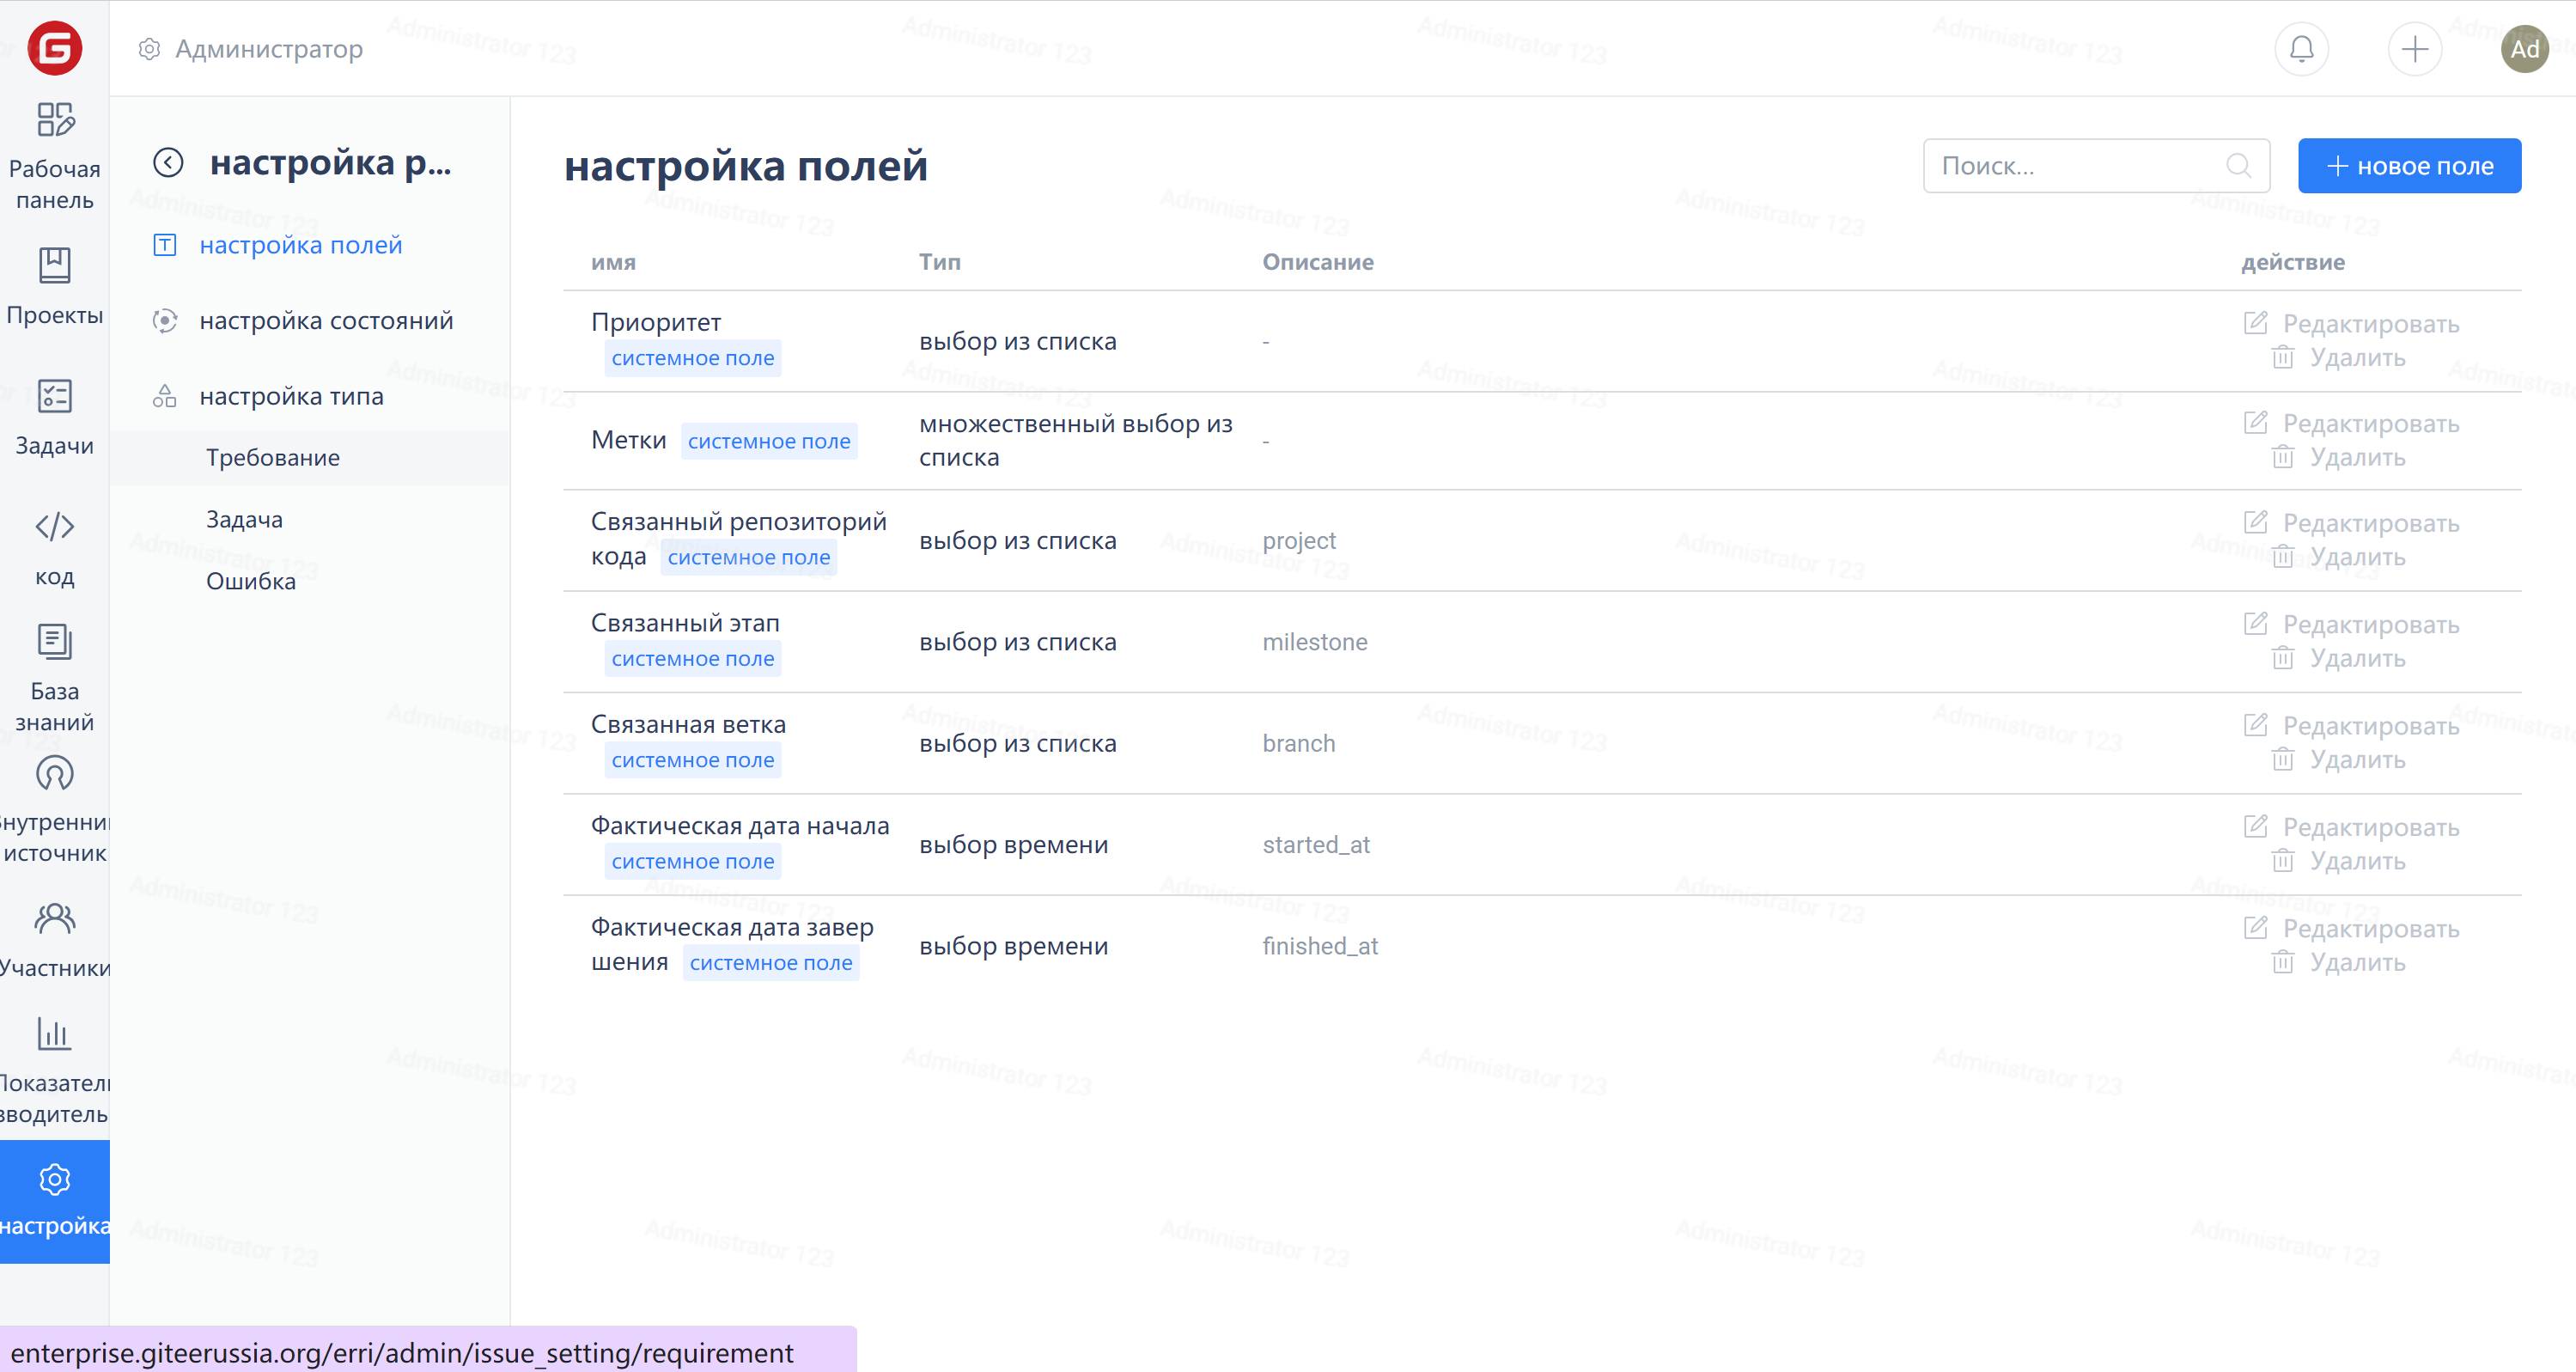 Администратор
Ad
Рабочая
панель
Проекты
Задачи
код
База
знаний
Внутренни
источник
Участники
Показател
зводитель
настройка
настройка р...
настройка полей
настройка состояний
настройка типа
Требование
Задача
Ошибка
настройка полей
Поиск...
новое поле
имя Тип Описание действие
Приоритет
системное поле
выбор из списка
-
Редактировать
Удалить
Метки системное поле
множественный выбор из
списка
-
Редактировать
Удалить
Связанный репозиторий
кода системное поле
выбор из списка
project
Редактировать
Удалить
Связанный этап
системное поле
выбор из списка
milestone
Редактировать
Удалить
Связанная ветка
системное поле
выбор из списка
branch
Редактировать
Удалить
Фактическая дата начала
системное поле
выбор времени
started_at
Редактировать
Удалить
Фактическая дата завер
шения системное поле
выбор времени
finished_at
Редактировать
Удалить
enterprise.giteerussia.org/erri/admin/issue_setting/requirement
Administrator 123